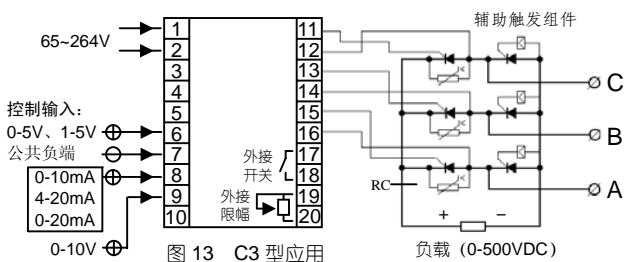 辅助触发组件
65~264V
1 11
2 12
3 13
4 14
5 15
6 16
7 17
8 18
9 19
10 20
控制输入：
0-5V、1-5V
公共负端
0-10mA
4-20mA
0-20mA
0-10V
外接
开关
外接
限幅
C
B
A
RC
+ −
负载（0-500VDC）
图 13 C3 型应用